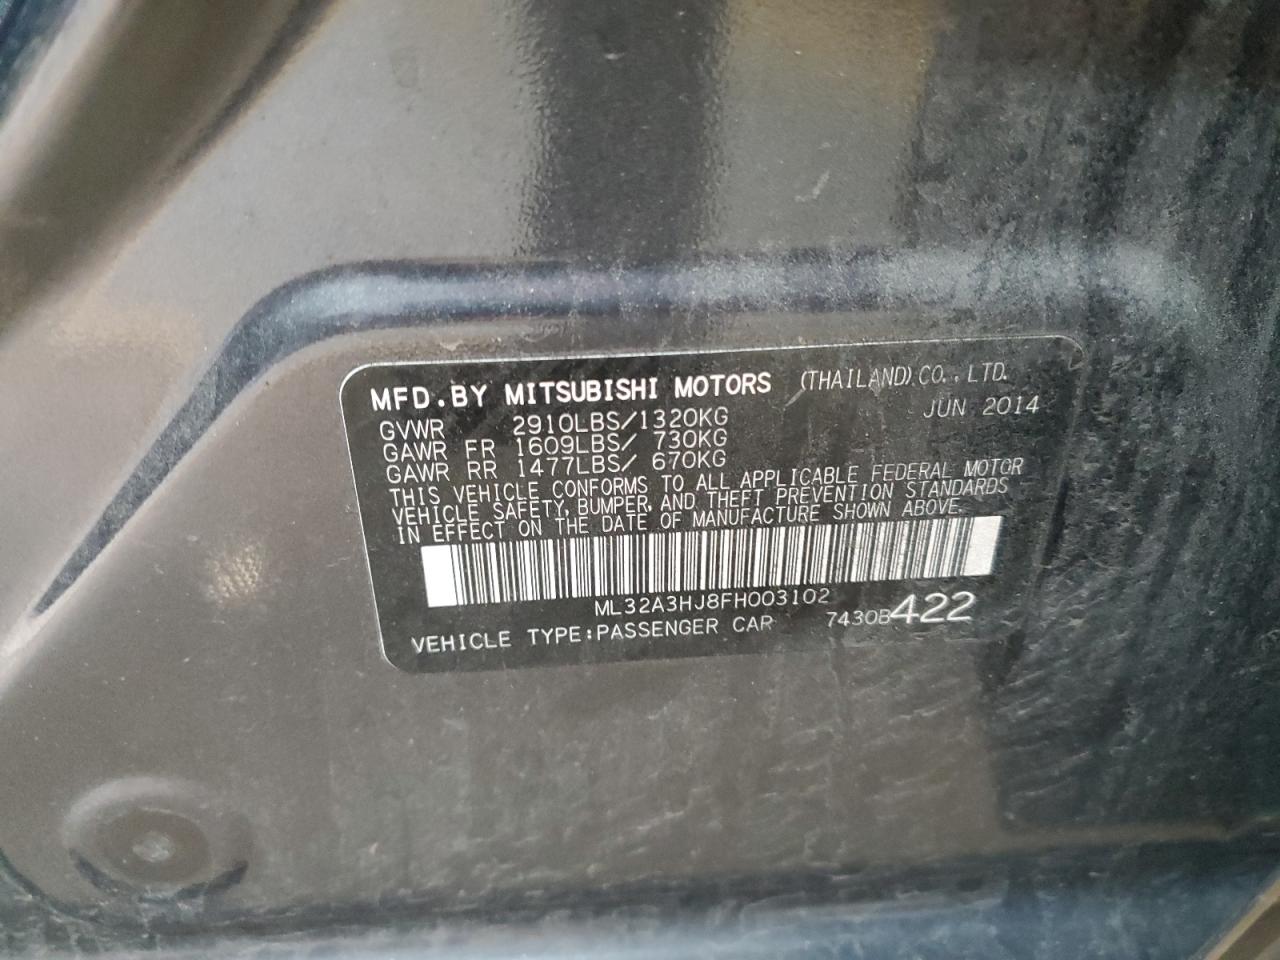 MFD.BY MITSUBISHI MOTORS (THAILAND) CO., LTD.
GVWR 2910LBS/1320KG JUN 2014
GAWR FR 1609LBS/ 730KG
GAWR RR 1477LBS/ 670KG
THIS VEHICLE CONFORMS TO ALL APPLICABLE FEDERAL MOTOR
VEHICLE SAFETY, BUMPER, AND THEFT PREVENTION STANDARDS
IN EFFECT ON THE DATE OF MANUFACTURE SHOWN ABOVE.
ML32A3HJ8FH003102
VEHICLE TYPE:PASSENGER CAR 7430B422